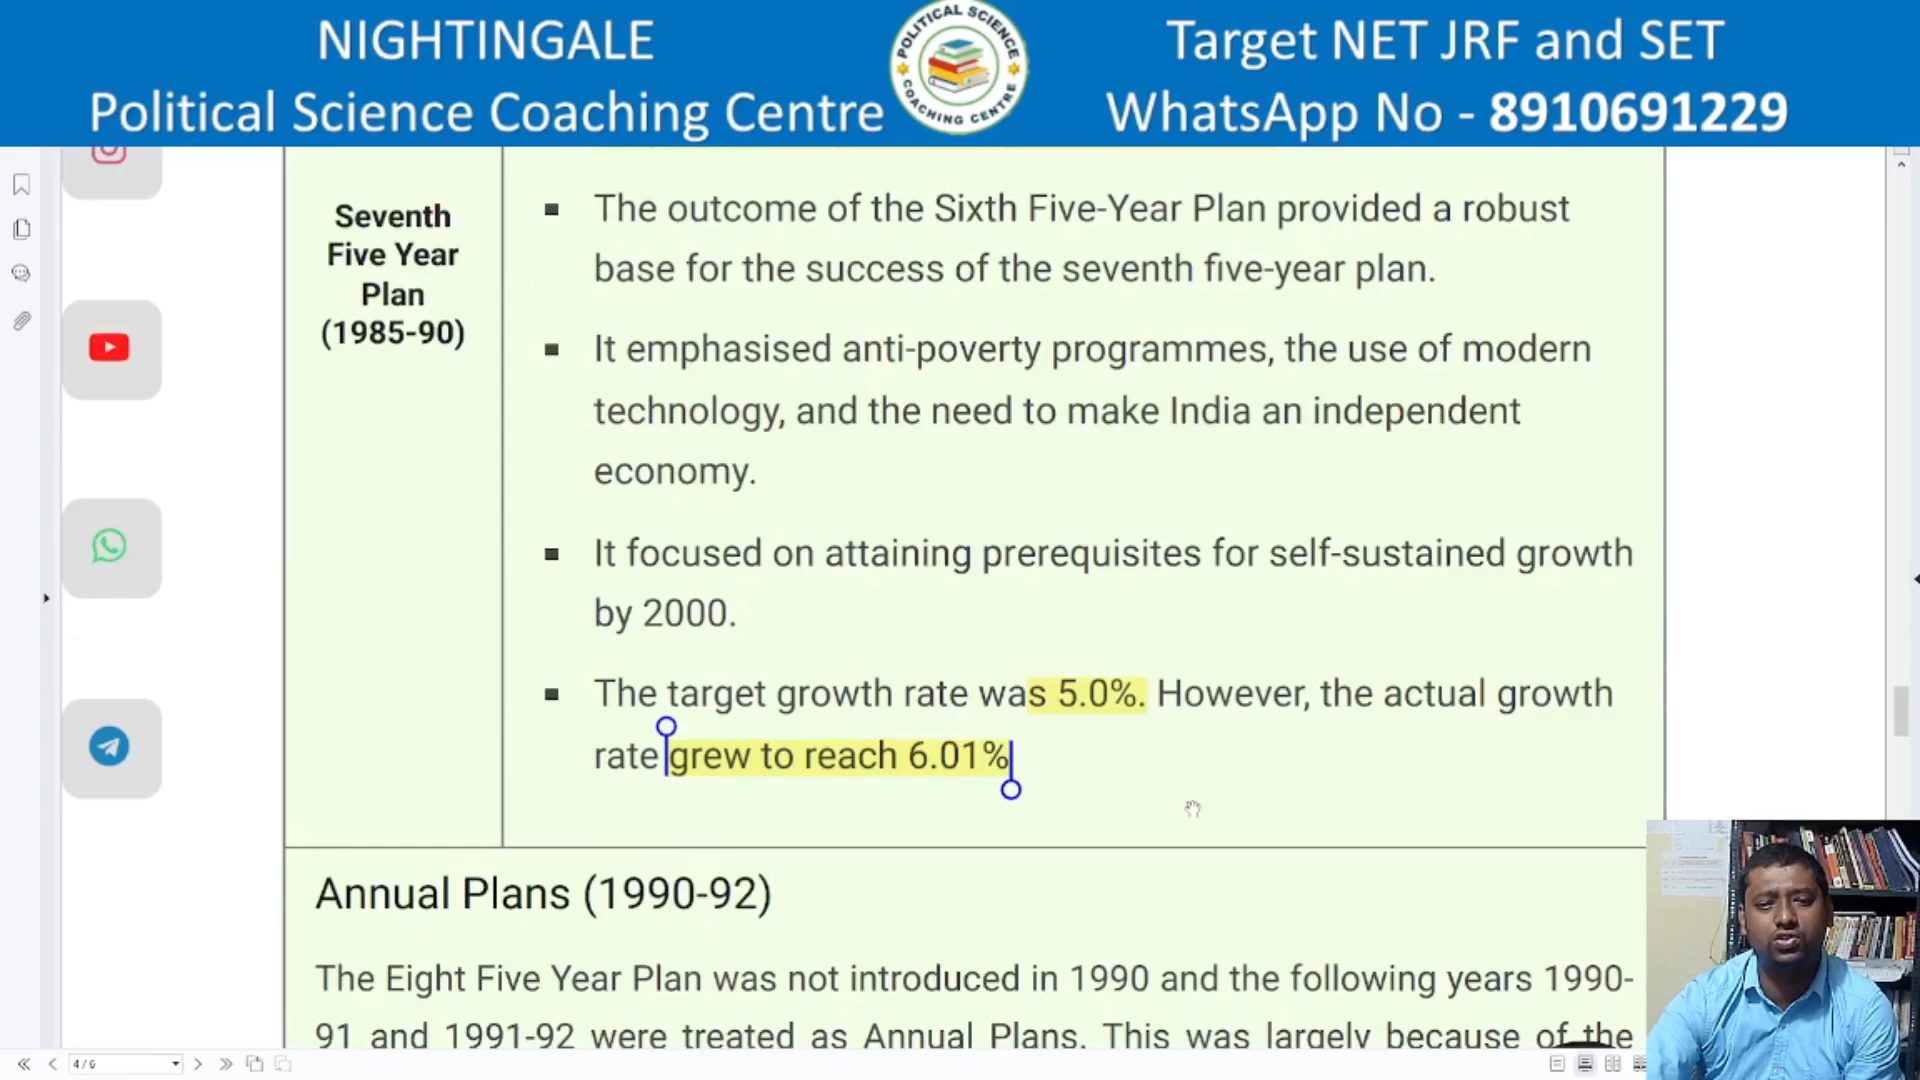 NIGHTINGALE
Political Science Coaching Centre
POLITICAL SCIENCE
COACHING CENTRE
Target NET JRF and SET
WhatsApp No - 8910691229
Seventh
Five Year
Plan
(1985-90)
The outcome of the Sixth Five-Year Plan provided a robust
base for the success of the seventh five-year plan.
It emphasised anti-poverty programmes, the use of modern
technology, and the need to make India an independent
economy.
It focused on attaining prerequisites for self-sustained growth
by 2000.
The target growth rate was 5.0%. However, the actual growth
rate grew to reach 6.01%
Annual Plans (1990-92)
The Eight Five Year Plan was not introduced in 1990 and the following years 1990-
91 and 1991-92 were treated as Annual Plans. This was largely because of the
4/6